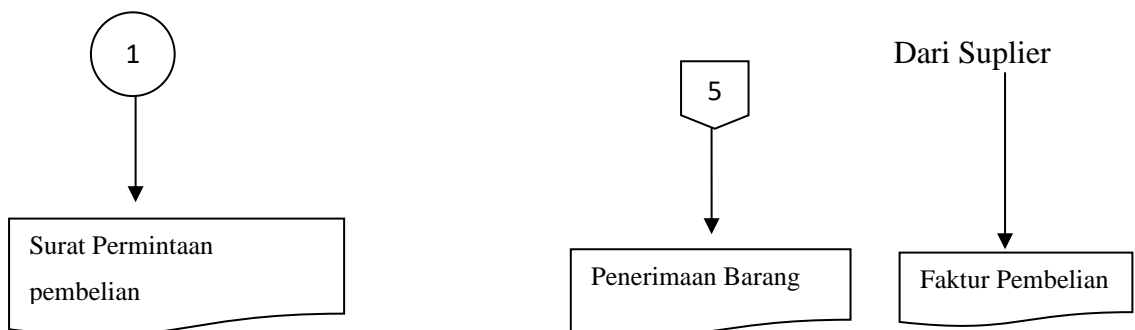 1
5
Dari Suplier
Surat Permintaan
pembelian
Penerimaan Barang
Faktur Pembelian